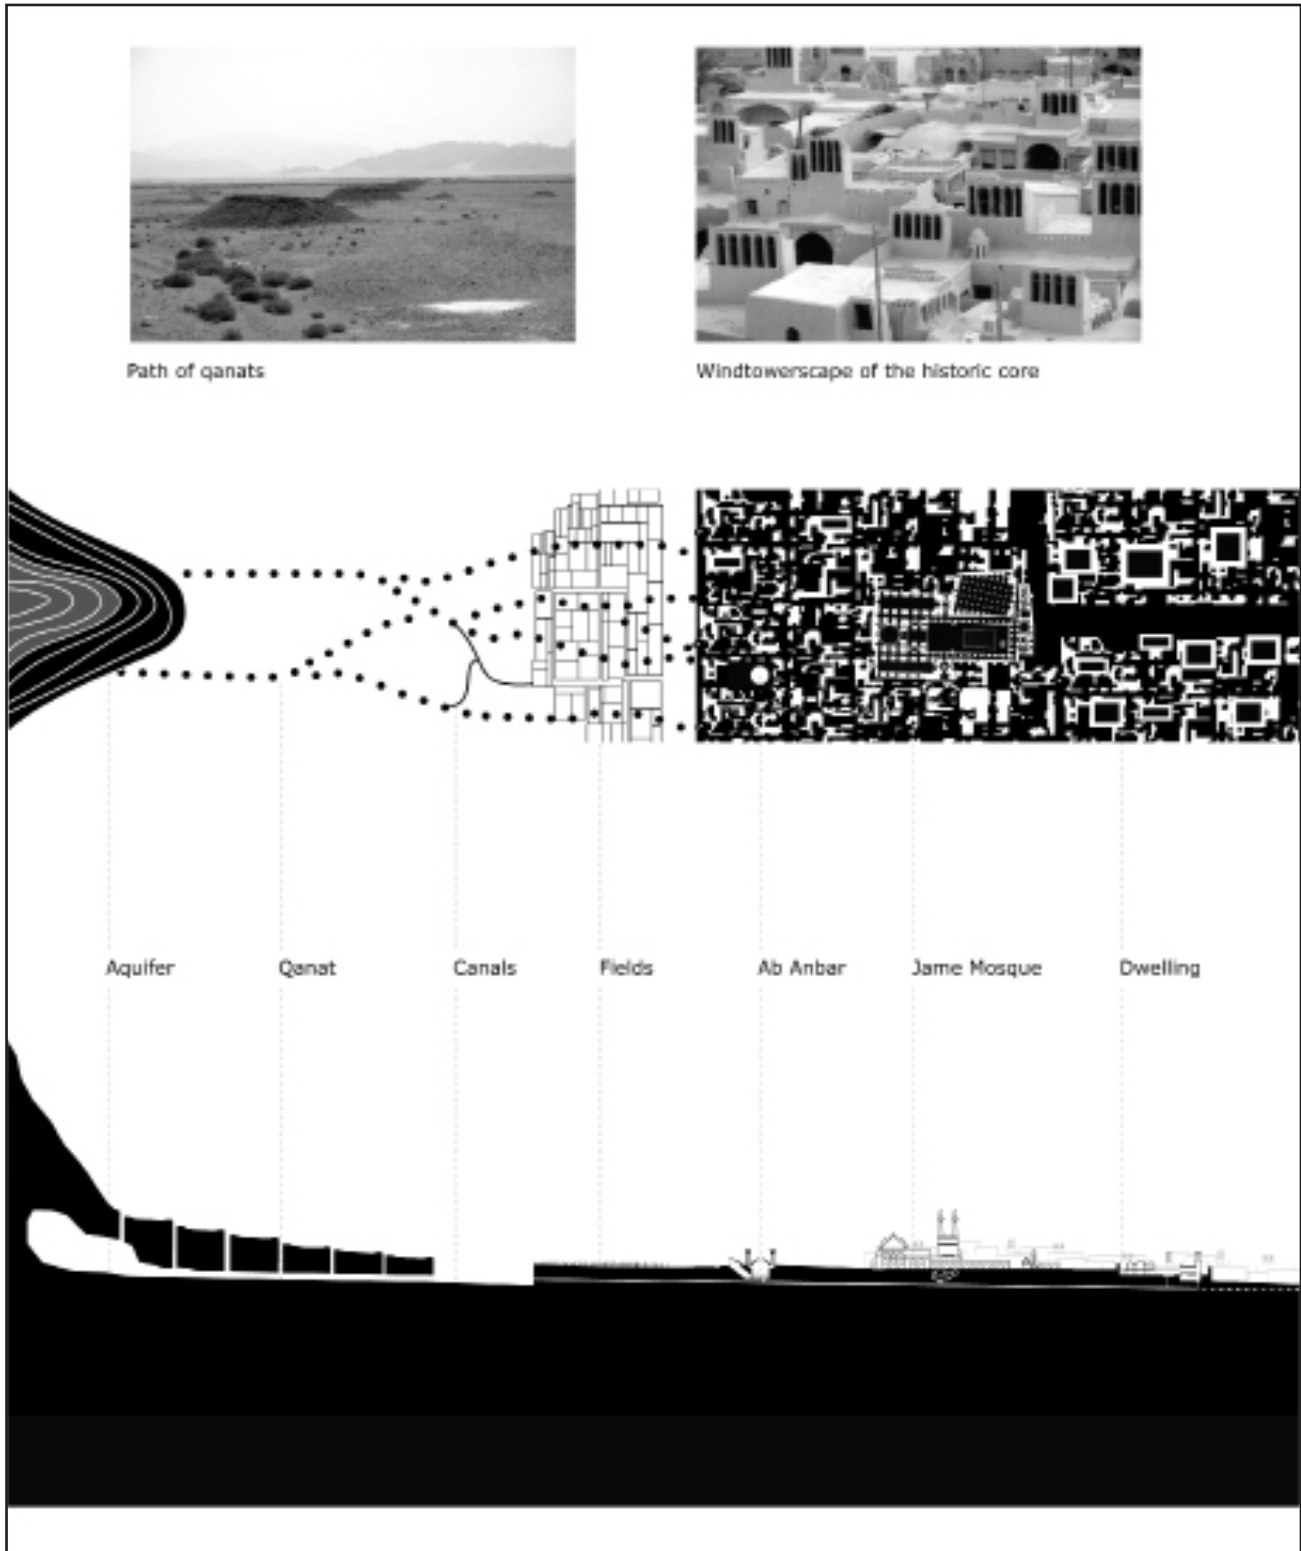 Path of qanats
Windtowerscape of the historic core
Aquifer
Qanat
Canals
Fields
Ab Anbar
Jame Mosque
Dwelling